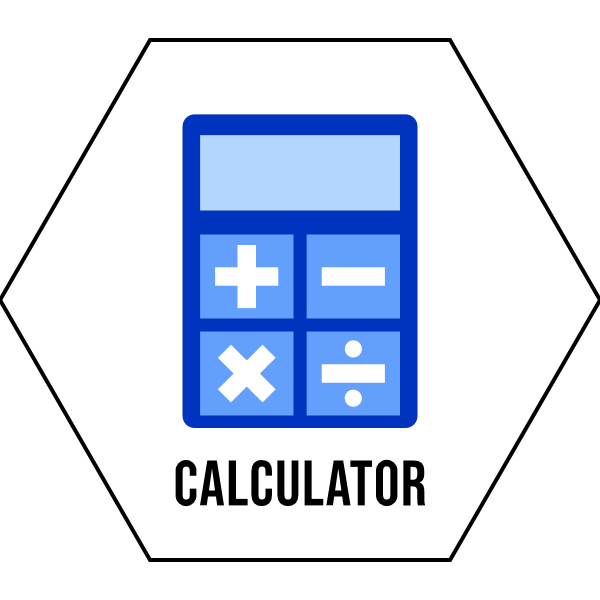 + −
× ÷
CALCULATOR